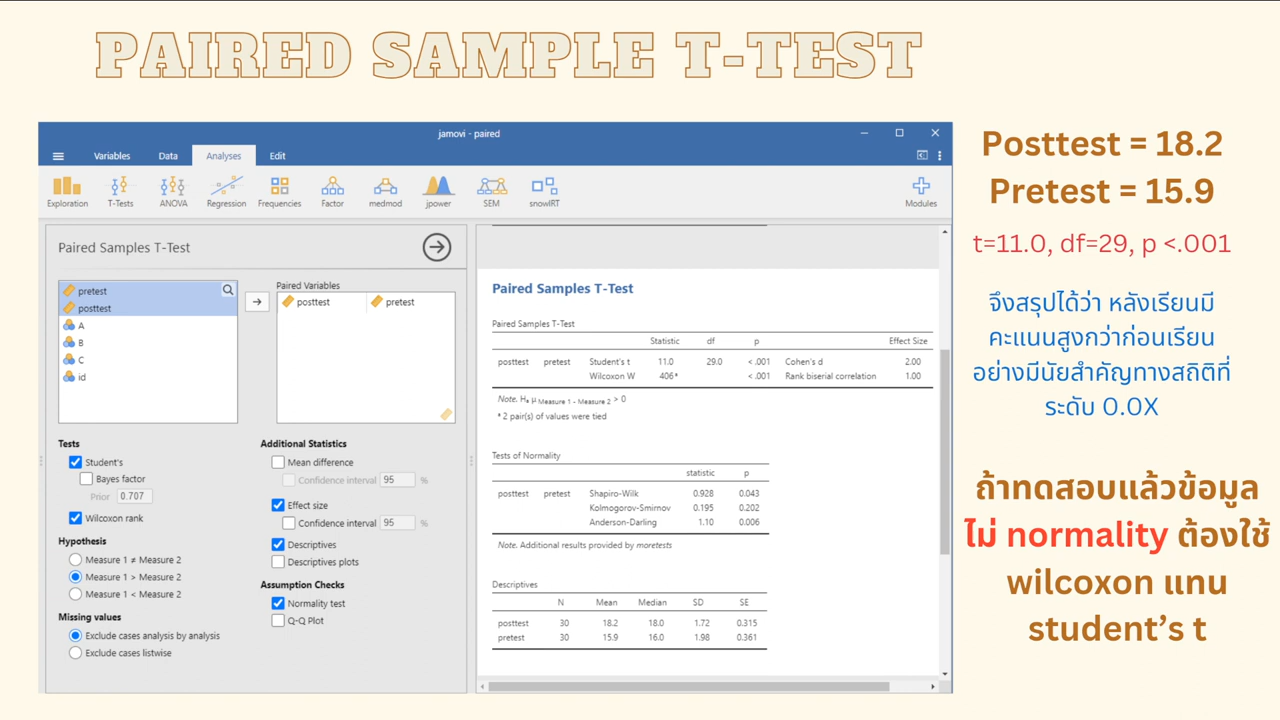 PAIRED SAMPLE T-TEST
jamovi - paired
Variables Data Analyses Edit
Exploration T-Tests ANOVA Regression Frequencies Factor medmod jpower SEM snowIRT Modules
Paired Samples T-Test
pretest
posttest
A
B
C
id
Paired Variables
posttest pretest
Tests
Student's
Bayes factor
Prior 0.707
Wilcoxon rank
Hypothesis
Measure 1 ≠ Measure 2
Measure 1 > Measure 2
Measure 1 < Measure 2
Missing values
Exclude cases analysis by analysis
Exclude cases listwise
Additional Statistics
Mean difference
Confidence interval 95 %
Effect size
Confidence interval 95 %
Descriptives
Descriptives plots
Assumption Checks
Normality test
Q-Q Plot
Paired Samples T-Test
Paired Samples T-Test
Statistic df p Effect Size
posttest pretest Student's t 11.0 29.0 < .001 Cohen's d 2.00
Wilcoxon W 406ᵃ < .001 Rank biserial correlation 1.00
Note. Hₐ μ Measure 1 - Measure 2 > 0
ᵃ 2 pair(s) of values were tied
Tests of Normality
statistic p
posttest pretest Shapiro-Wilk 0.928 0.043
Kolmogorov-Smirnov 0.195 0.202
Anderson-Darling 1.10 0.006
Note. Additional results provided by moretests
Descriptives
N Mean Median SD SE
posttest 30 18.2 18.0 1.72 0.315
pretest 30 15.9 16.0 1.98 0.361
Posttest = 18.2
Pretest = 15.9
t=11.0, df=29, p <.001
จึงสรุปได้ว่า หลังเรียนมี
คะแนนสูงกว่าก่อนเรียน
อย่างมีนัยสำคัญทางสถิติที่
ระดับ 0.0X
ถ้าทดสอบแล้วข้อมูล
ไม่ normality ต้องใช้
wilcoxon แทน
student’s t